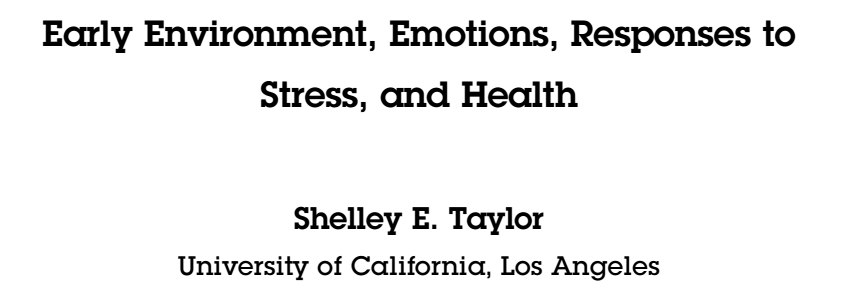 Early Environment, Emotions, Responses to
Stress, and Health
Shelley E. Taylor
University of California, Los Angeles